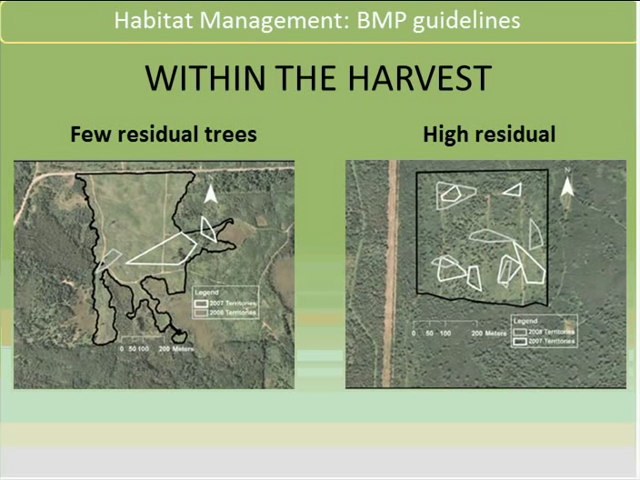 Habitat Management: BMP guidelines
WITHIN THE HARVEST
Few residual trees
High residual
Legend
2007 Territories
2008 Territories
0 50 100 200 Meters
N
0 50 100 200 Meters
Legend
2008 Territories
2007 Territories